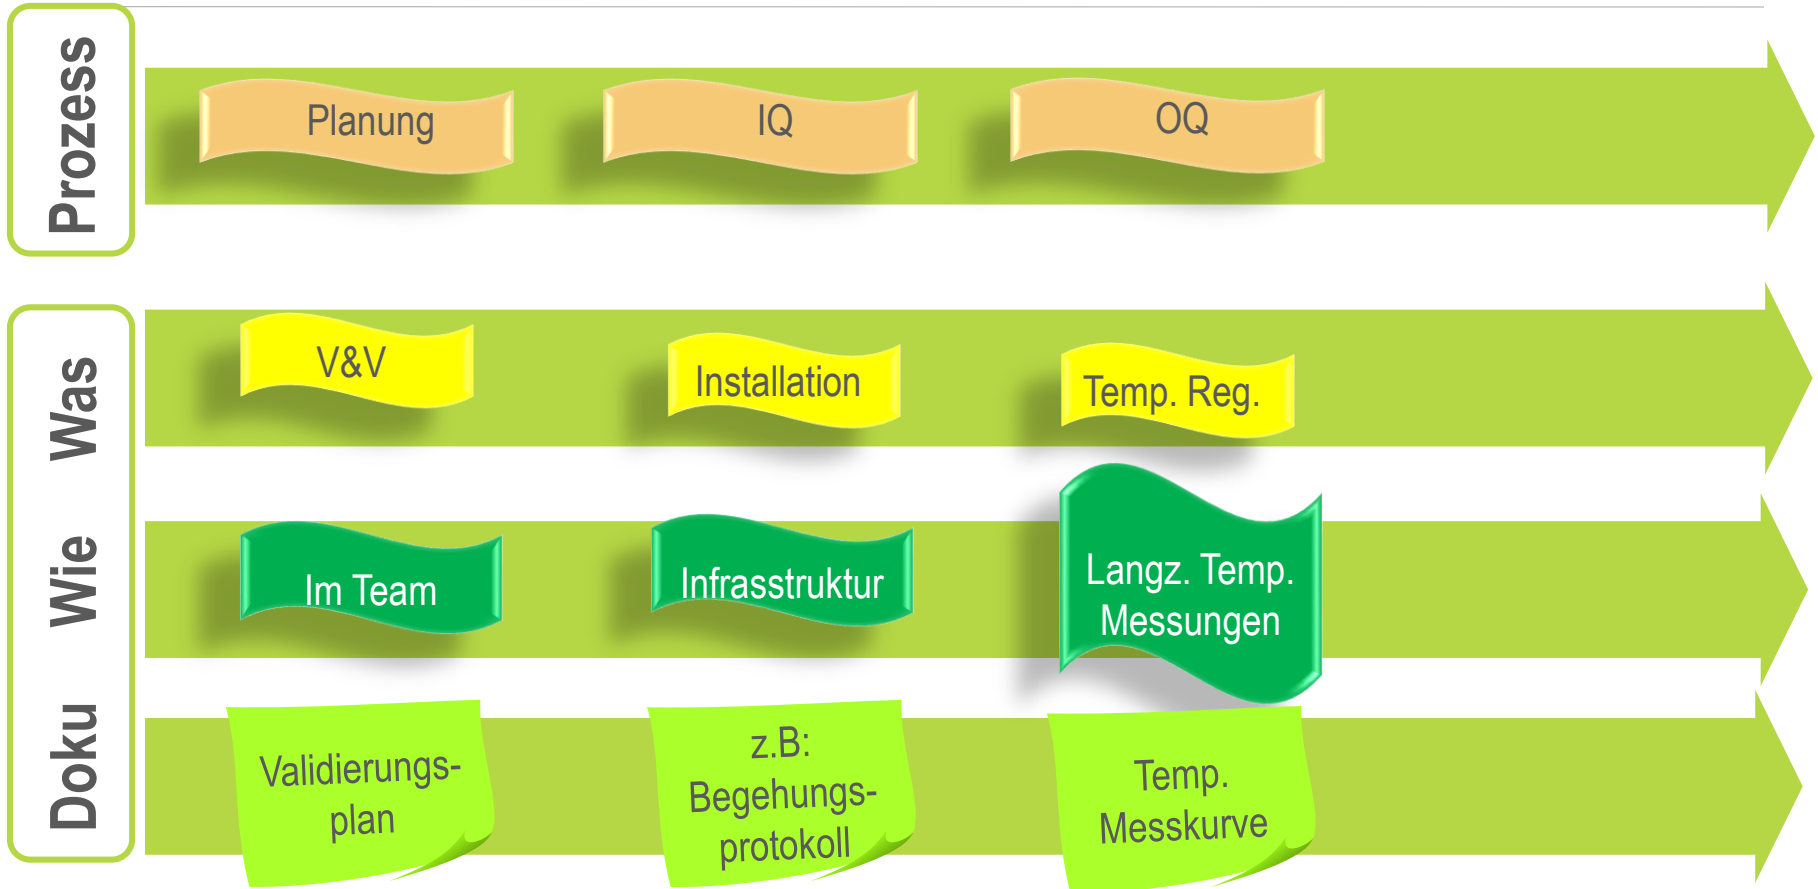 Prozess
Planung
IQ
OQ
Was
V&V
Installation
Temp. Reg.
Wie
Im Team
Infrasstruktur
Langz. Temp.
Messungen
Doku
Validierungs-
plan
z.B:
Begehungs-
protokoll
Temp.
Messkurve